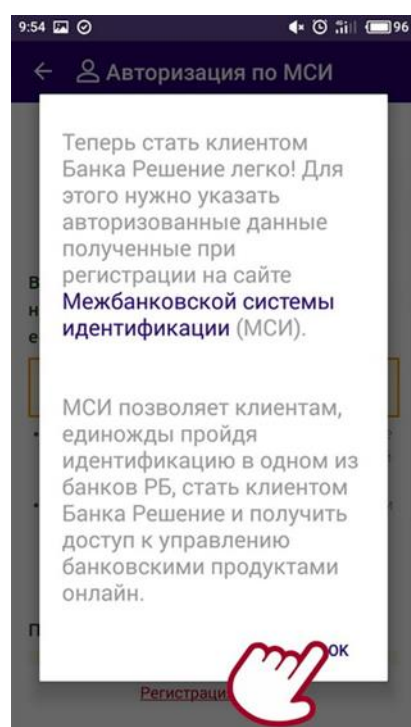 9:54 96
Авторизация по МСИ
Теперь стать клиентом
Банка Решение легко! Для
этого нужно указать
авторизованные данные
полученные при
регистрации на сайте
Межбанковской системы
идентификации (МСИ).
МСИ позволяет клиентам,
единожды пройдя
идентификацию в одном из
банков РБ, стать клиентом
Банка Решение и получить
доступ к управлению
банковскими продуктами
онлайн.
ОК